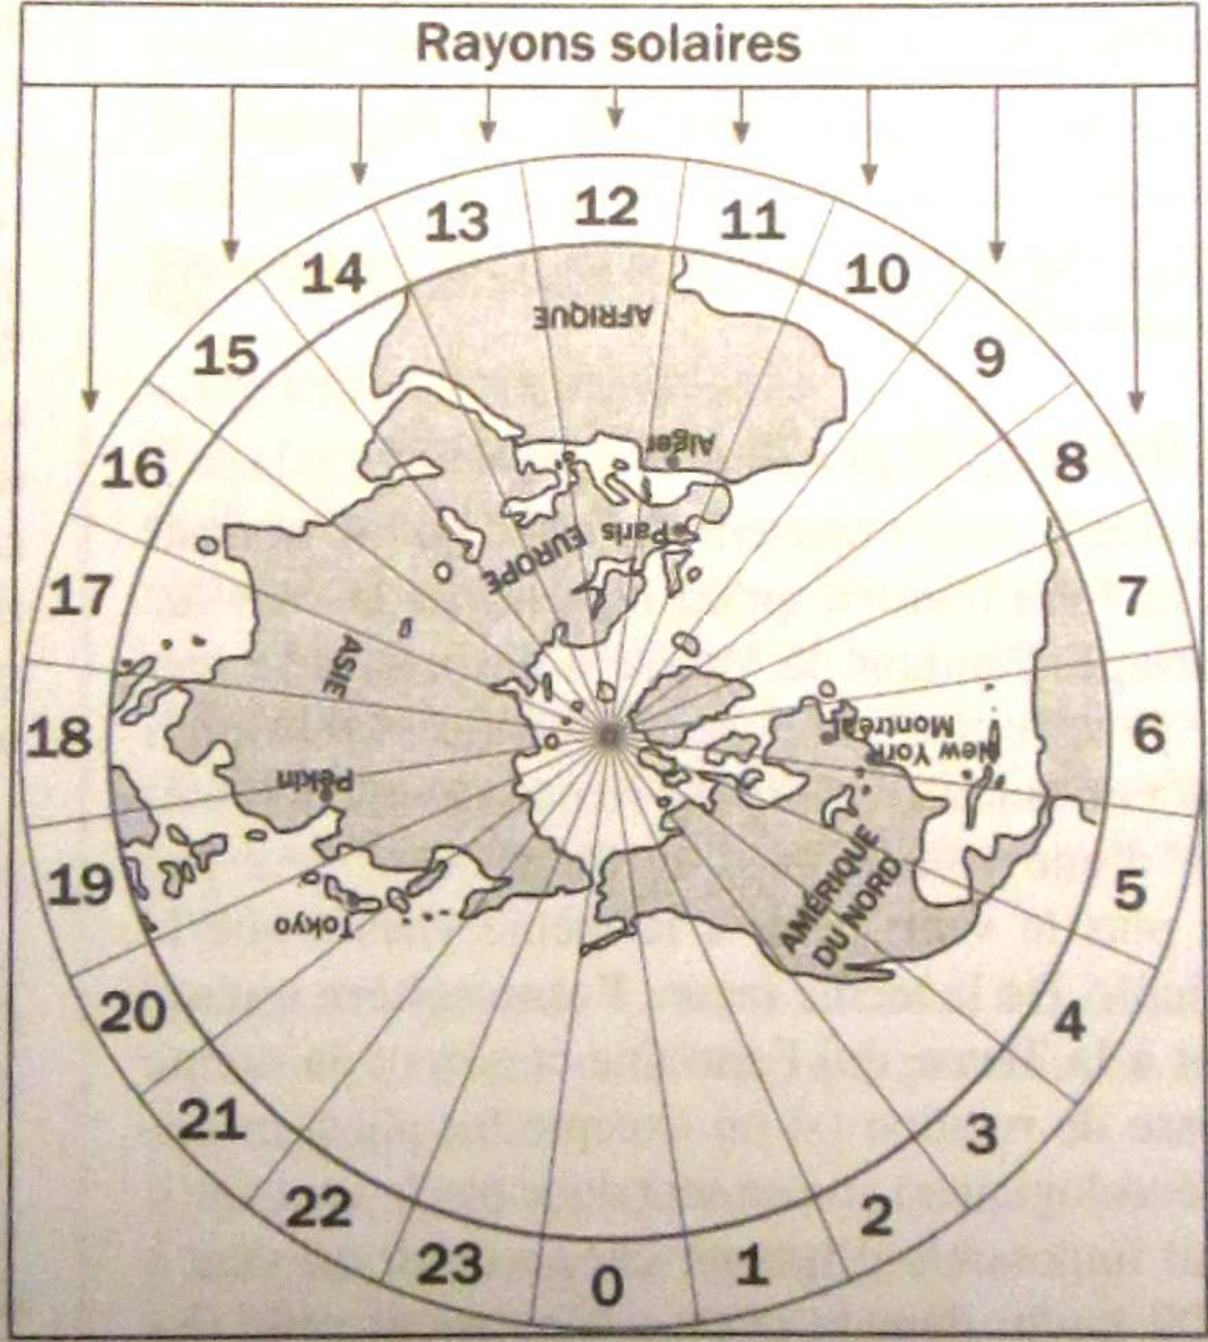 Rayons solaires
12
11
10
9
8
7
6
5
4
3
2
1
0
23
22
21
20
19
18
17
16
15
14
13
AFRIQUE
Alger
Paris
EUROPE
ASIE
Montréal
New York
Pékin
AMÉRIQUE
DU NORD
Tokyo